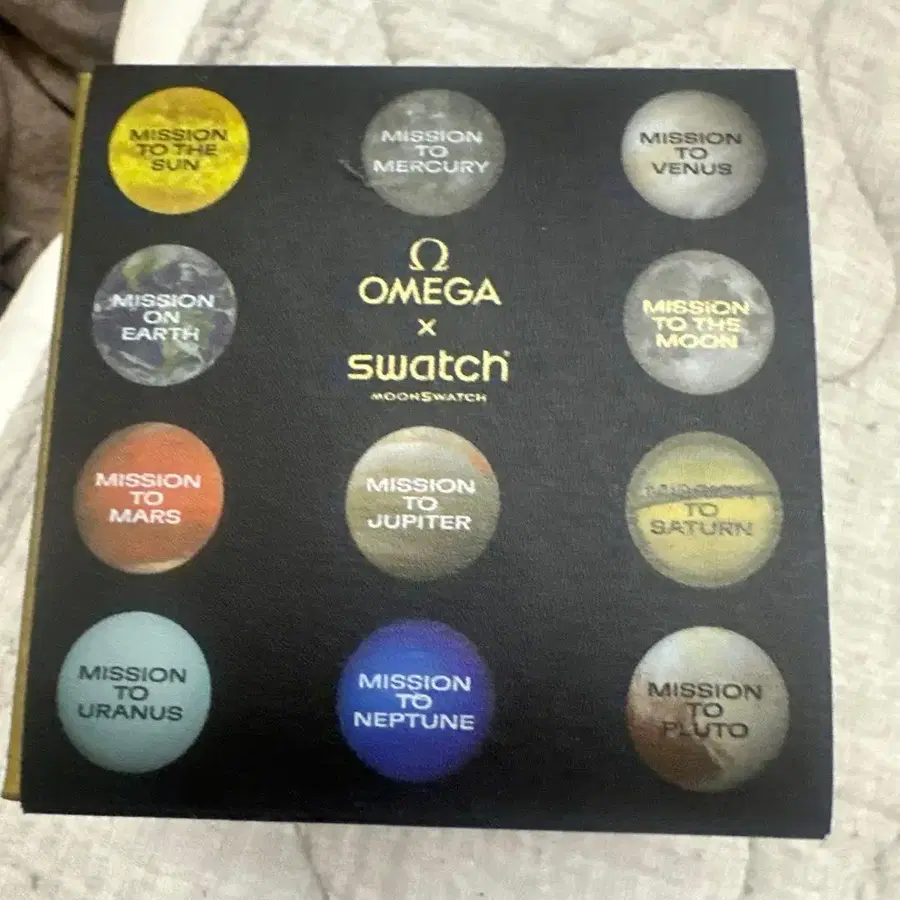 MISSION
TO THE
SUN
MISSION
TO
MERCURY
MISSION
TO
VENUS
MISSION
ON
EARTH
Ω
OMEGA
x
swatch
MOONSWATCH
MISSION
TO THE
MOON
MISSION
TO
MARS
MISSION
TO
JUPITER
MISSION
TO
SATURN
MISSION
TO
URANUS
MISSION
TO
NEPTUNE
MISSION
TO
PLUTO